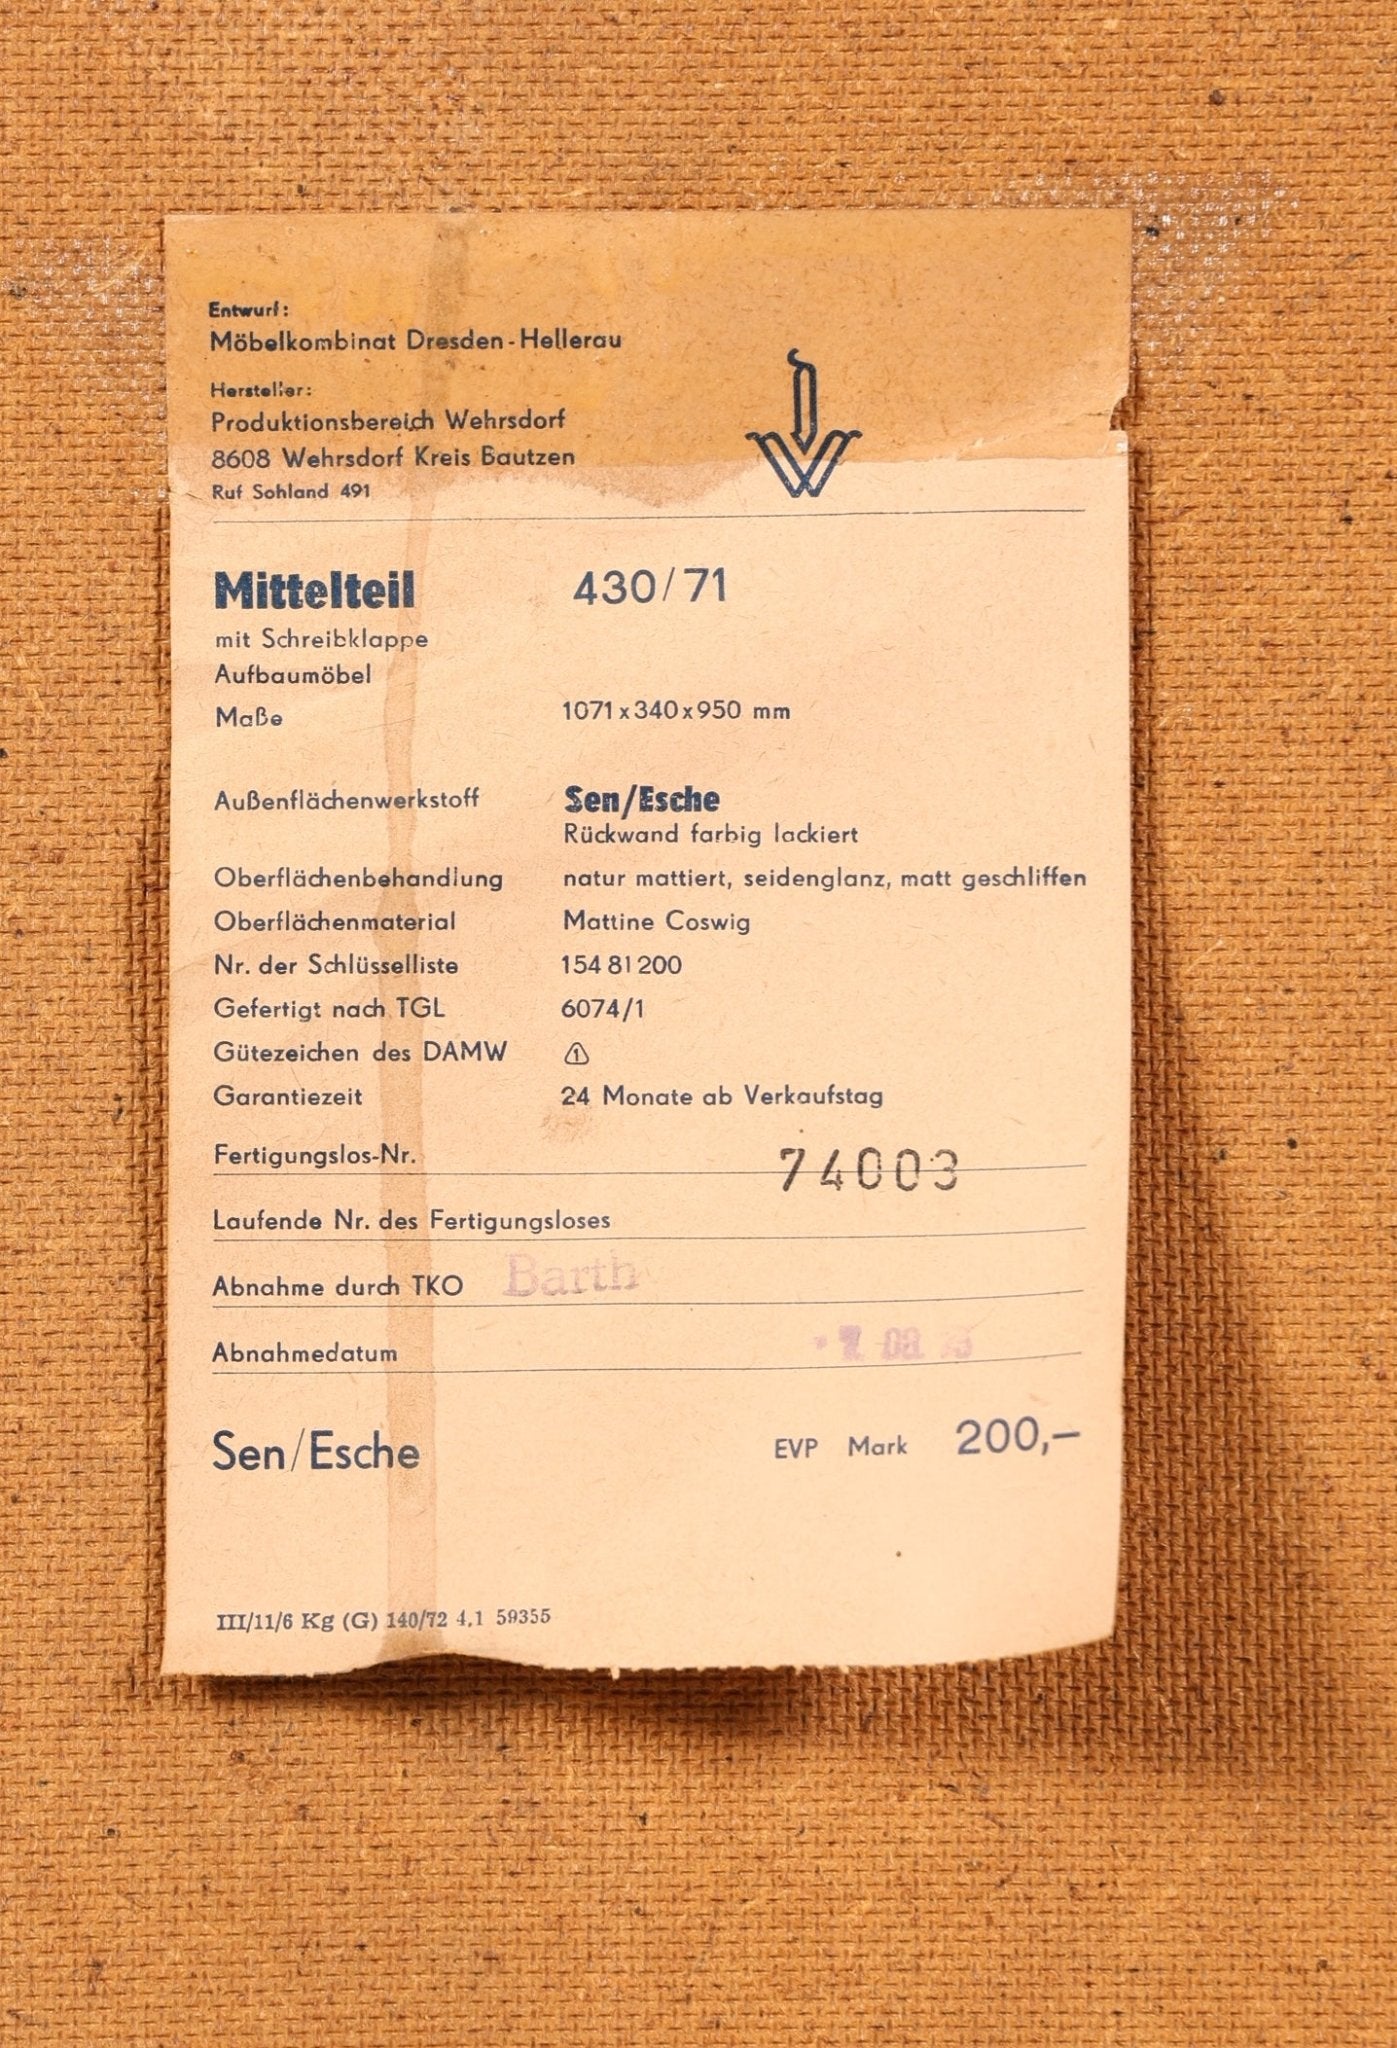 Entwurf:
Möbelkombinat Dresden-Hellerau
Hersteller:
Produktionsbereich Wehrsdorf
8608 Wehrsdorf Kreis Bautzen
Ruf Sohland 491
Mittelteil 430/71
mit Schreibklappe
Aufbaumöbel
Maße 1071x340x950 mm
Außenflächenwerkstoff Sen/Esche
Rückwand farbig lackiert
Oberflächenbehandlung natur mattiert, seidenglanz, matt geschliffen
Oberflächenmaterial Mattine Coswig
Nr. der Schlüsselliste 154 81 200
Gefertigt nach TGL 6074/1
Gütezeichen des DAMW 1
Garantiezeit 24 Monate ab Verkaufstag
Fertigungslos-Nr. 74003
Laufende Nr. des Fertigungsloses
Abnahme durch TKO Barth
Abnahmedatum
Sen/Esche EVP Mark 200,–
III/11/6 Kg (G) 140/72 4,1 59355